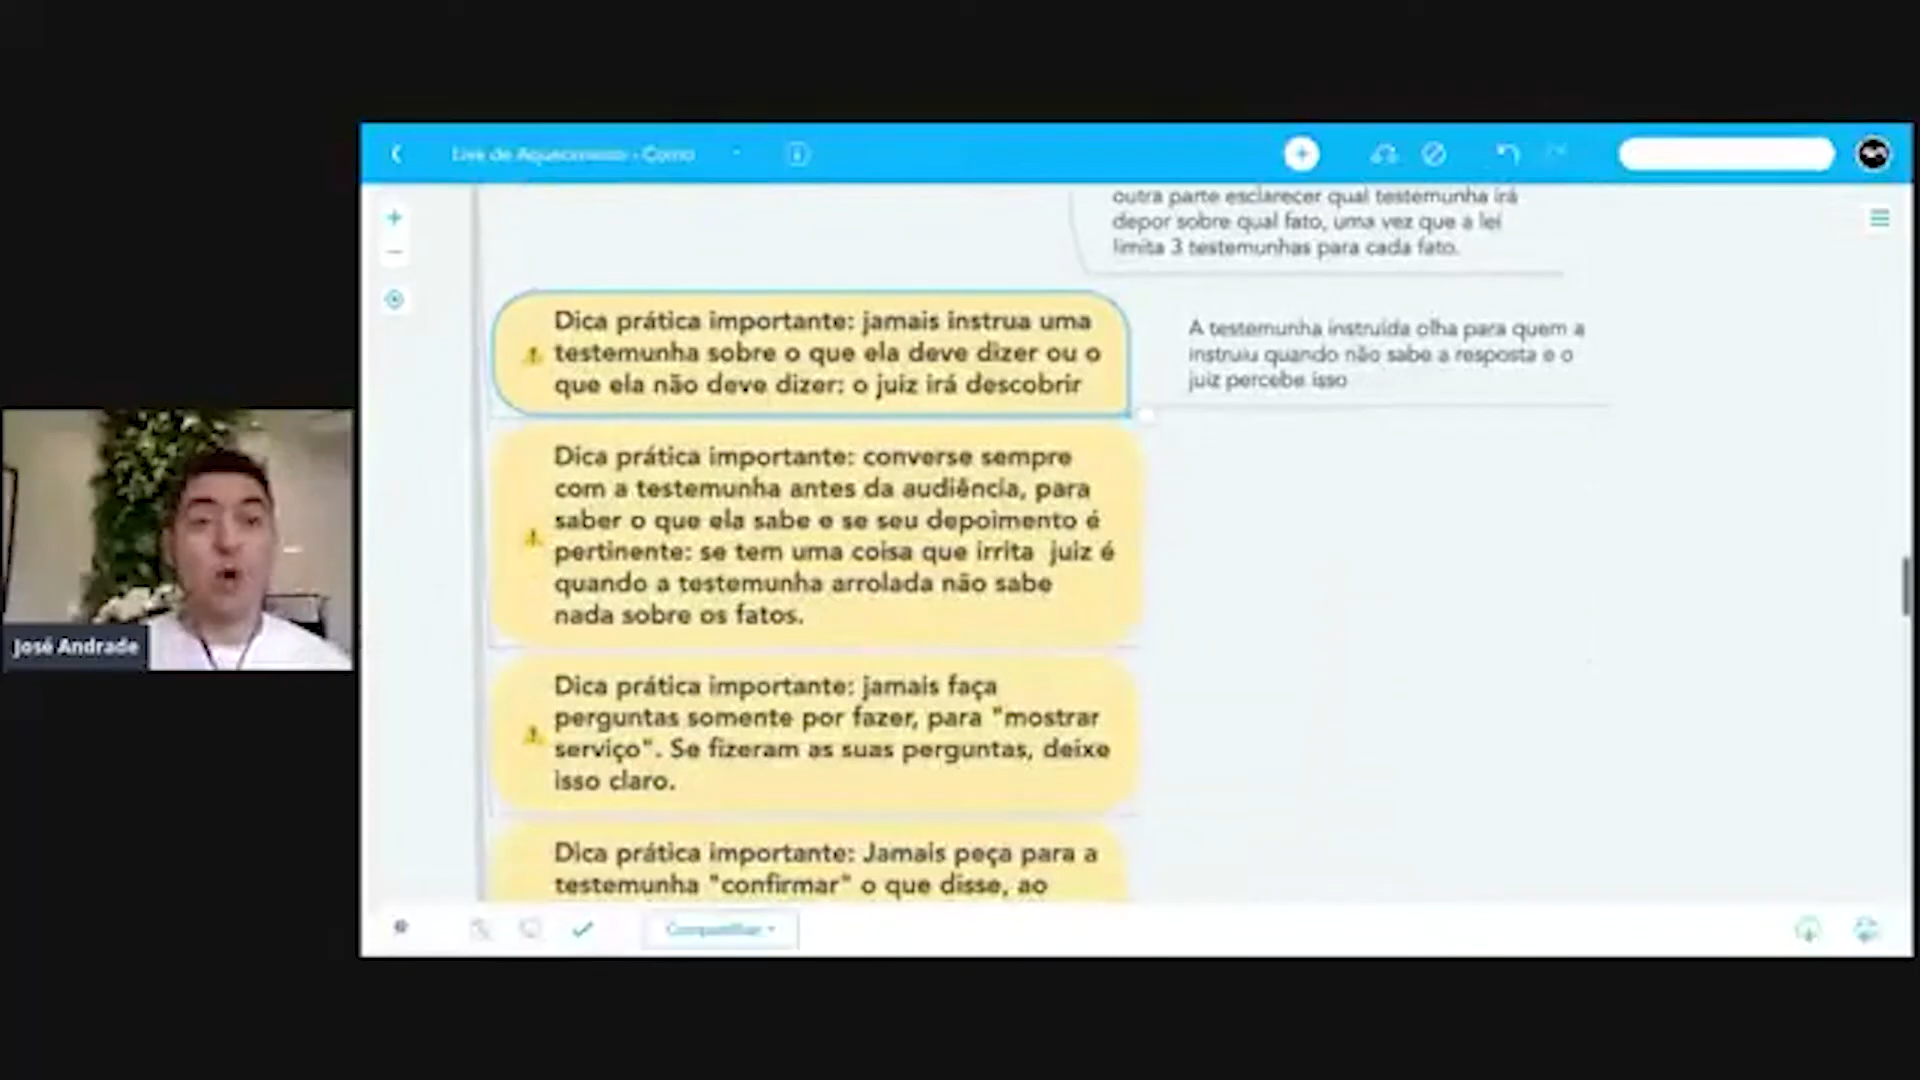 Live de Aquecimento - Como
outra parte esclarecer qual testemunha irá
depor sobre qual fato, uma vez que a lei
limita 3 testemunhas para cada fato.
Dica prática importante: jamais instrua uma
testemunha sobre o que ela deve dizer ou o
que ela não deve dizer: o juiz irá descobrir
A testemunha instruída olha para quem a
instruiu quando não sabe a resposta e o
juiz percebe isso
Dica prática importante: converse sempre
com a testemunha antes da audiência, para
saber o que ela sabe e se seu depoimento é
pertinente: se tem uma coisa que irrita  juiz é
quando a testemunha arrolada não sabe
nada sobre os fatos.
José Andrade
Dica prática importante: jamais faça
perguntas somente por fazer, para "mostrar
serviço". Se fizeram as suas perguntas, deixe
isso claro.
Dica prática importante: Jamais peça para a
testemunha "confirmar" o que disse, ao
Compartilhar